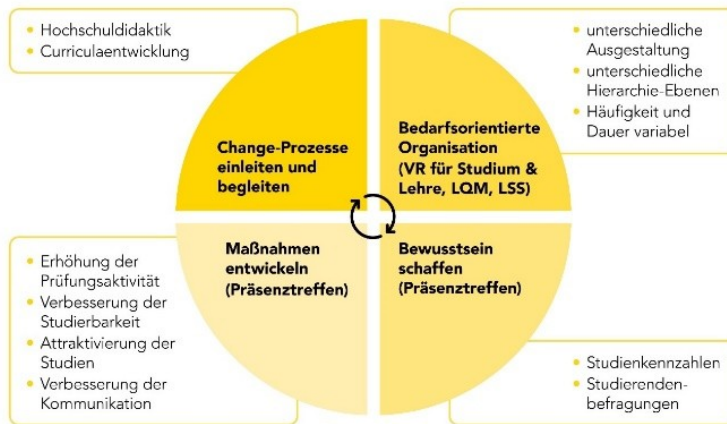 Hochschuldidaktik
Curriculaentwicklung
unterschiedliche
Ausgestaltung
unterschiedliche
Hierarchie-Ebenen
Häufigkeit und
Dauer variabel
Change-Prozesse
einleiten und
begleiten
Bedarfsorientierte
Organisation
(VR für Studium &
Lehre, LQM, LSS)
Maßnahmen
entwickeln
(Präsenztreffen)
Bewusstsein
schaffen
(Präsenztreffen)
Erhöhung der
Prüfungsaktivität
Verbesserung der
Studierbarkeit
Attraktivierung der
Studien
Verbesserung der
Kommunikation
Studienkennzahlen
Studierenden-
befragungen